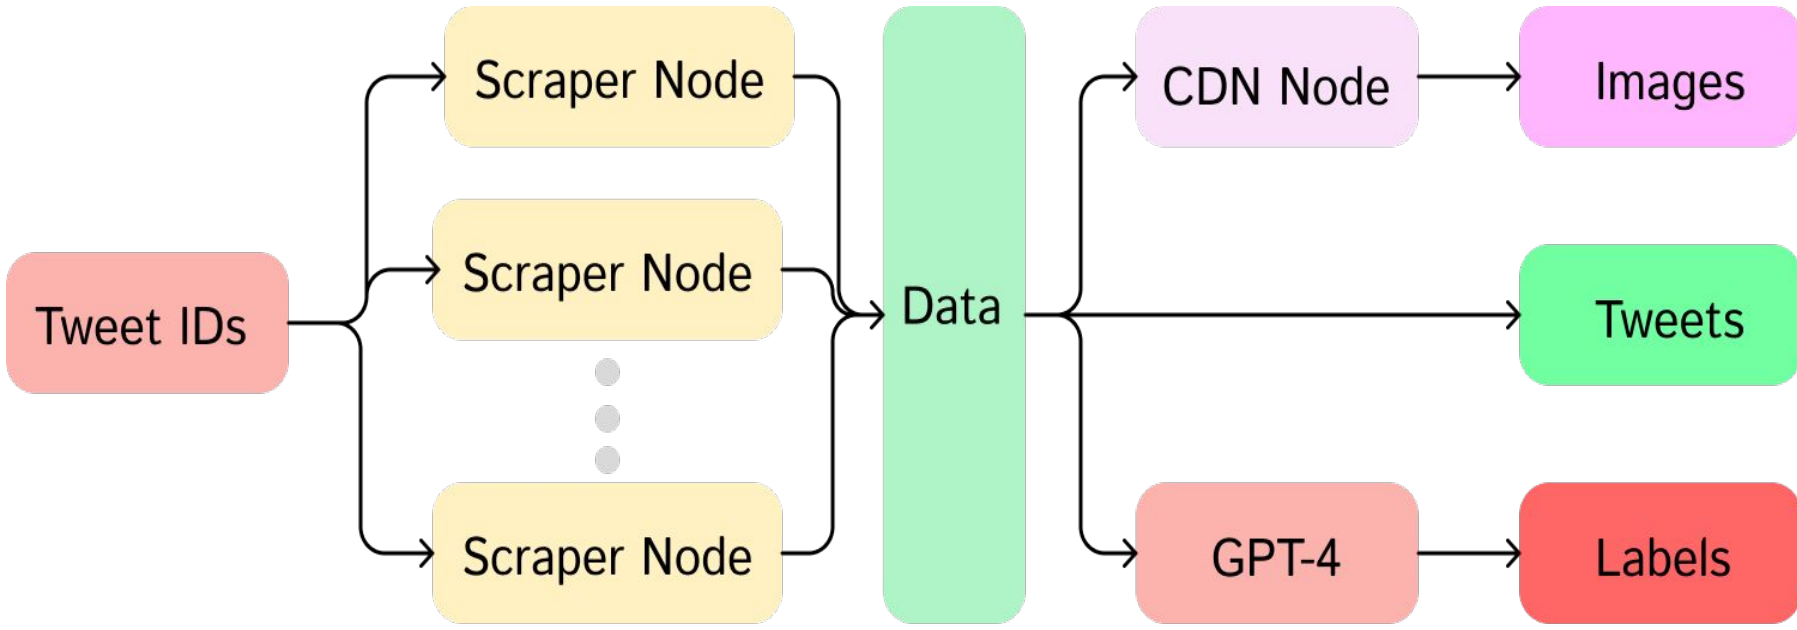 Tweet IDs
Scraper Node
Scraper Node
Scraper Node
Data
CDN Node
Images
Tweets
GPT-4
Labels